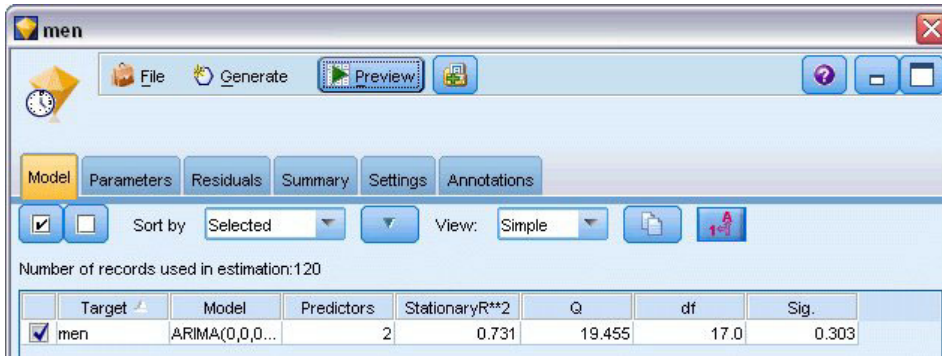 men
File Generate Preview
Model Parameters Residuals Summary Settings Annotations
Sort by Selected View: Simple
Number of records used in estimation:120
Target Model Predictors StationaryR**2 Q df Sig.
men ARIMA(0,0,0... 2 0.731 19.455 17.0 0.303